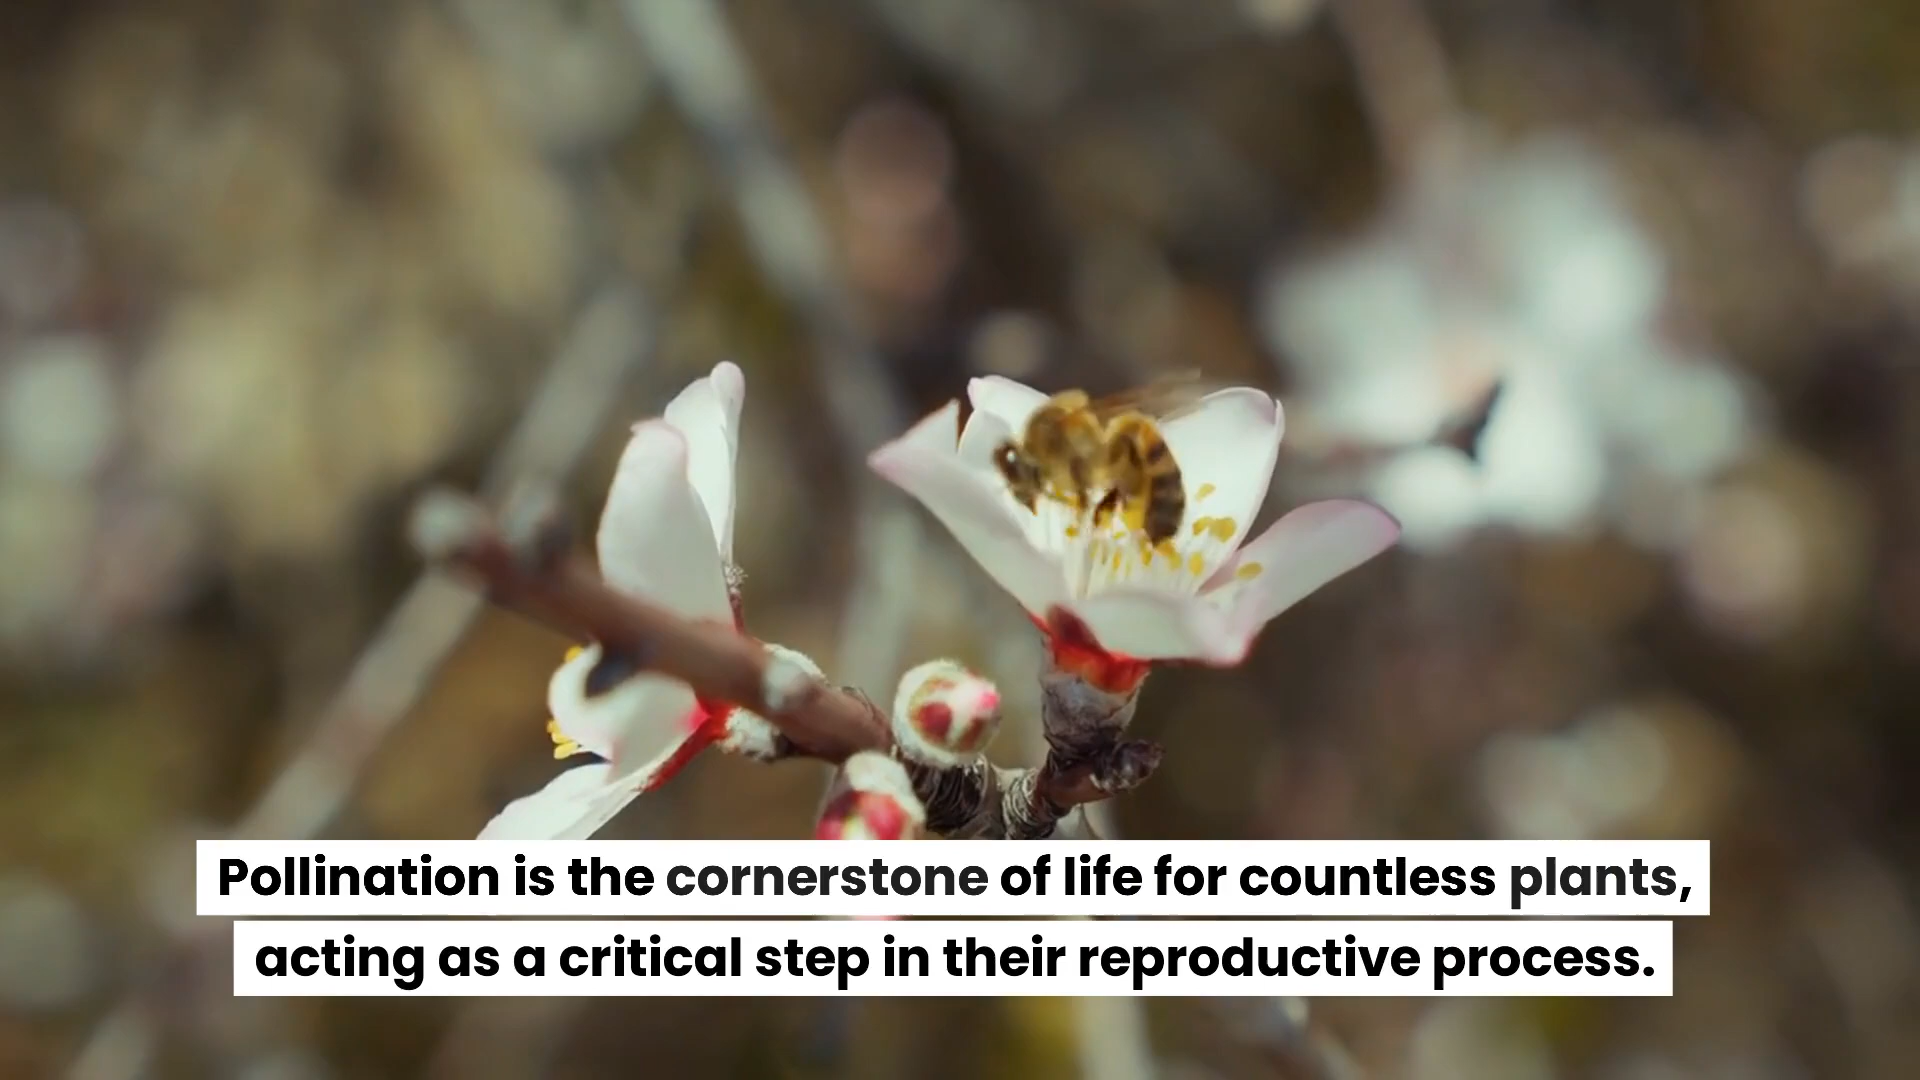 Pollination is the cornerstone of life for countless plants,
acting as a critical step in their reproductive process.